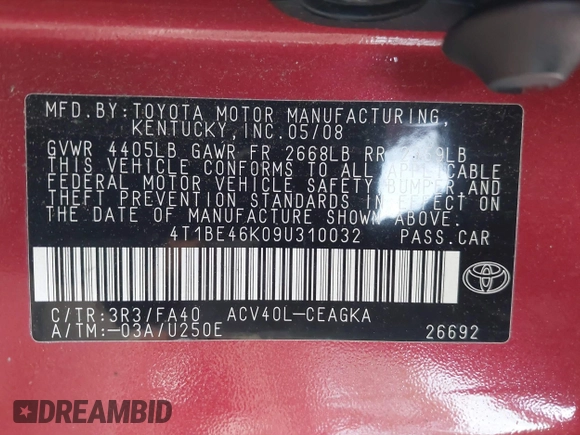 MFD.BY: TOYOTA MOTOR MANUFACTURING,
KENTUCKY, INC. 05/08
GVWR 4405LB GAWR FR 2668LB RR
THIS VEHICLE CONFORMS TO ALL APPLICABLE
FEDERAL MOTOR VEHICLE SAFETY BUMPER, AND
THEFT PREVENTION STANDARDS IN EFFECT ON
THE DATE OF MANUFACTURE SHOWN ABOVE.
4T1BE46K09U310032 PASS.CAR
C/TR:3R3/FA40 ACV40L-CEAGKA
A/TM:-03A/U250E 26692
DREAMBID